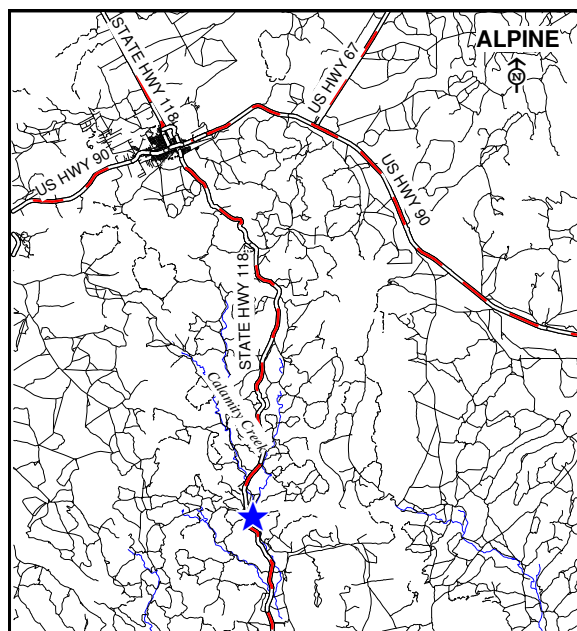 ALPINE
N
STATE HWY 118
US HWY 67
US HWY 90
US HWY 90
STATE HWY 118
Calamity Creek